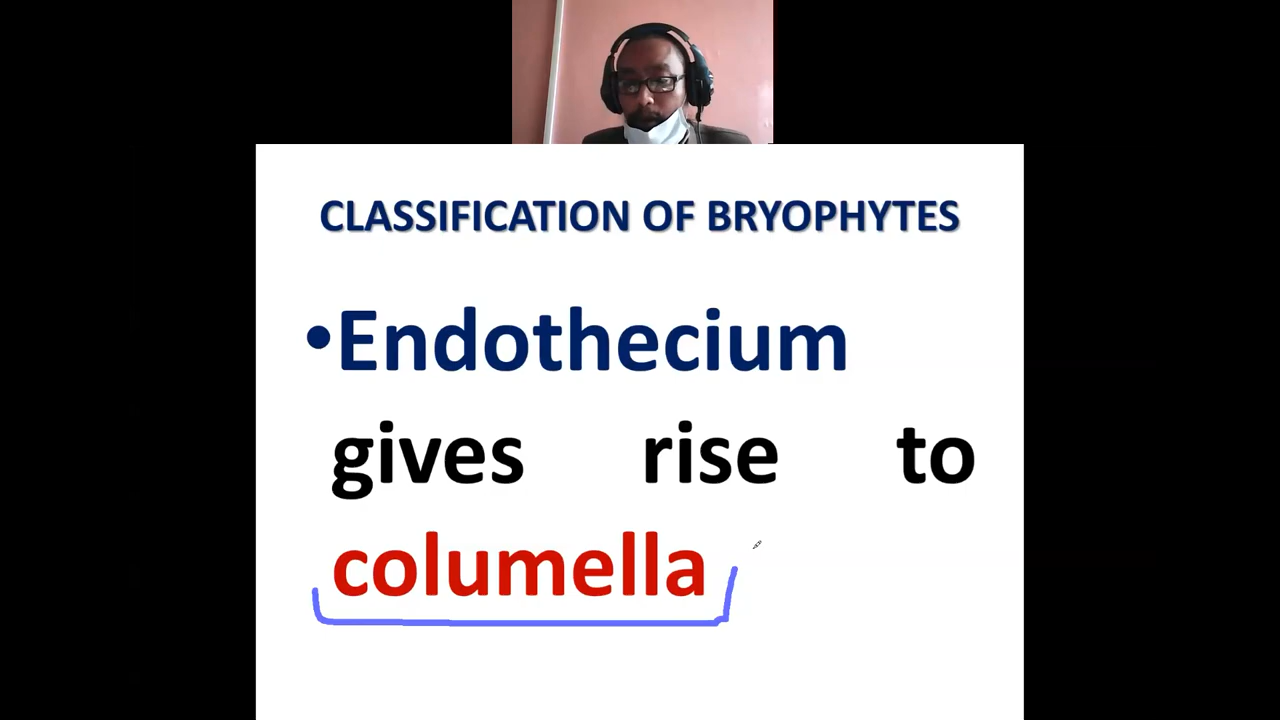 CLASSIFICATION OF BRYOPHYTES
•Endothecium
gives rise to
columella